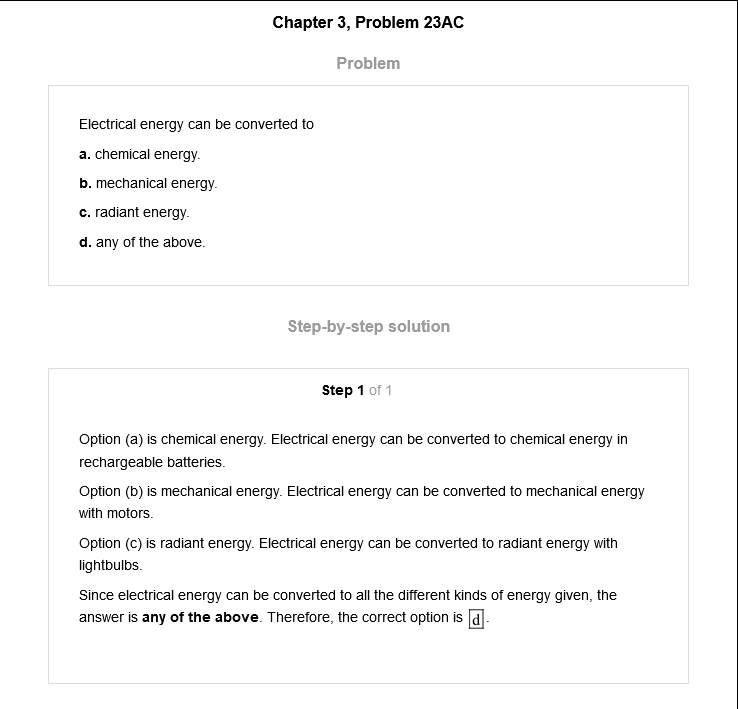 Chapter 3, Problem 23AC
Problem
Electrical energy can be converted to
a. chemical energy.
b. mechanical energy.
c. radiant energy.
d. any of the above.
Step-by-step solution
Step 1 of 1
Option (a) is chemical energy. Electrical energy can be converted to chemical energy in
rechargeable batteries.
Option (b) is mechanical energy. Electrical energy can be converted to mechanical energy
with motors.
Option (c) is radiant energy. Electrical energy can be converted to radiant energy with
lightbulbs.
Since electrical energy can be converted to all the different kinds of energy given, the
answer is any of the above. Therefore, the correct option is d.